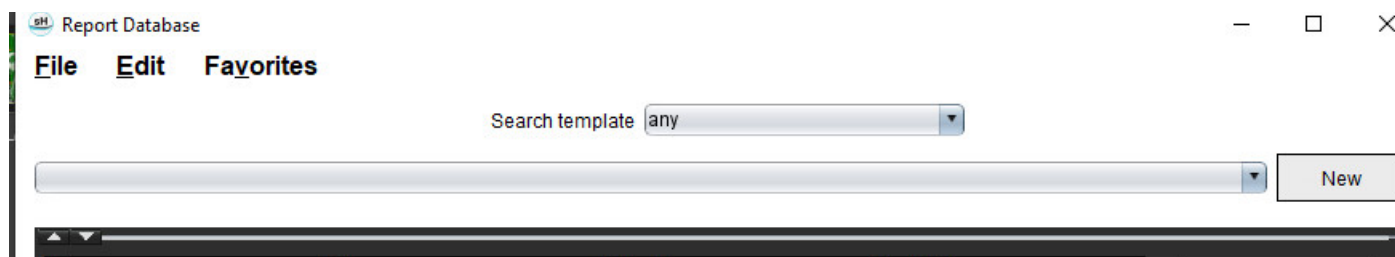 sH Report Database
File Edit Favorites
Search template any
New